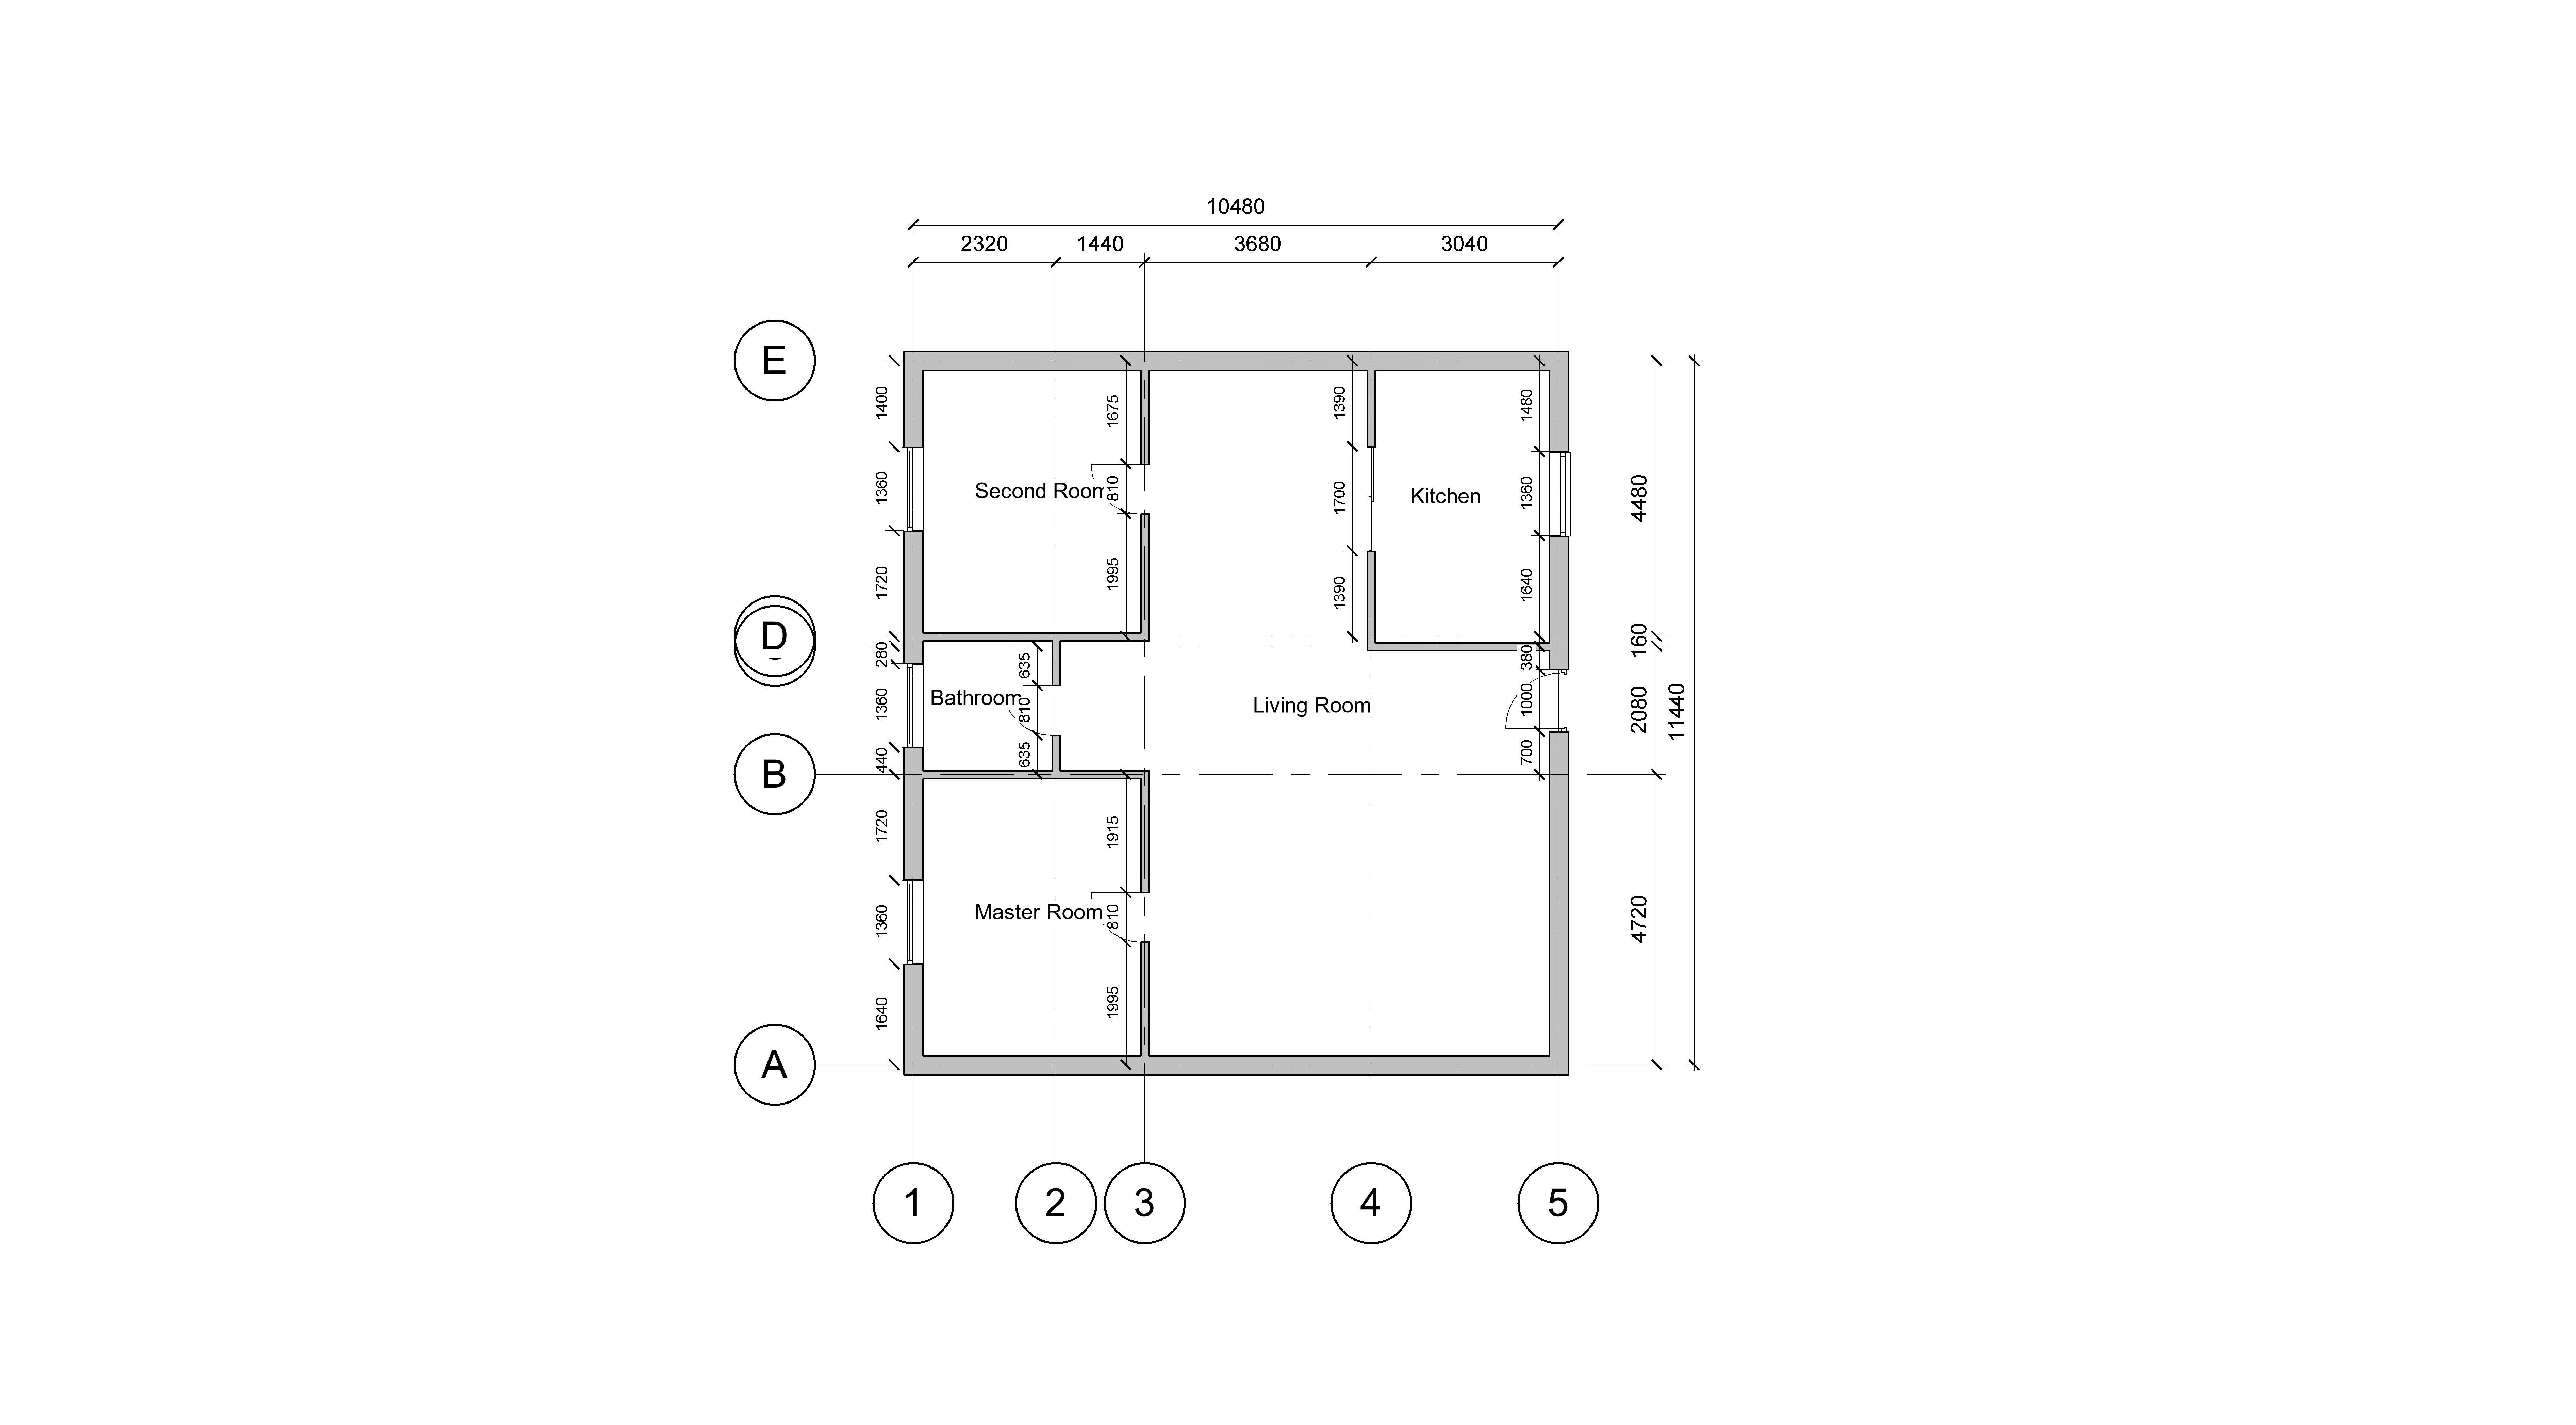 10480
2320 1440 3680 3040
E
1400 1675 1390 1480
1360 Second Room 810 1700 Kitchen 1360 4480
1720 1995 1390 1640
D
280 635 380 160
1360 Bathroom 810 Living Room 1000 2080 11440
440 635 700
B
1720 1915
1360 Master Room 810 4720
1640 1995
A
1 2 3 4 5